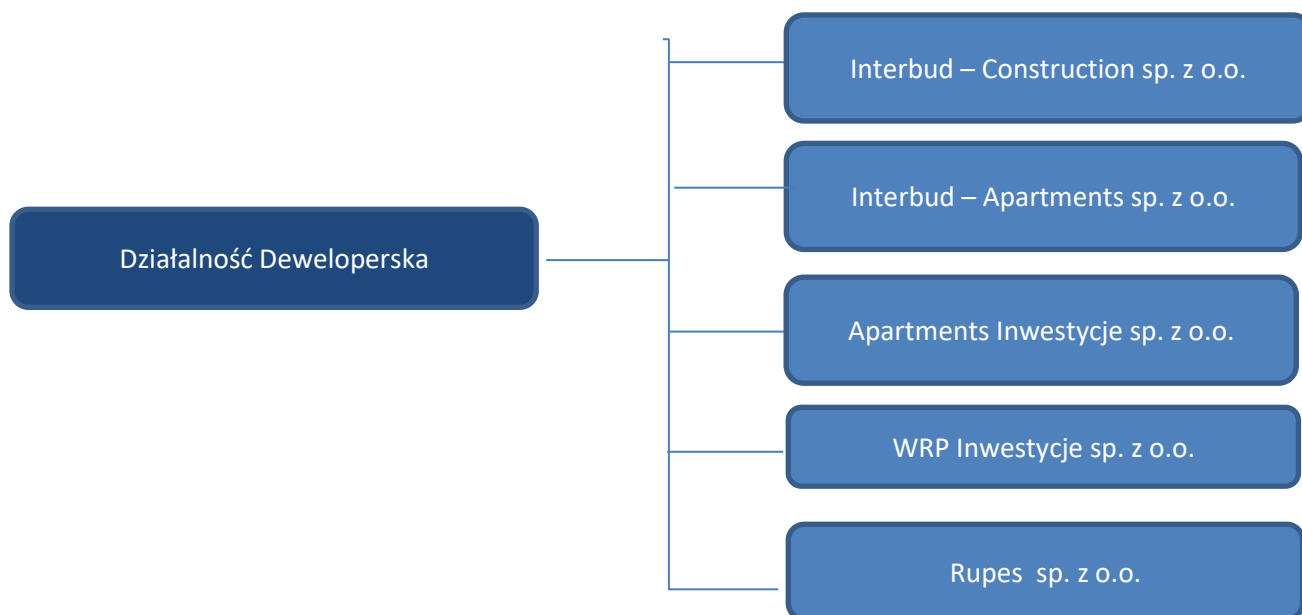 Interbud – Construction sp. z o.o.
Interbud – Apartments sp. z o.o.
Działalność Deweloperska
Apartments Inwestycje sp. z o.o.
WRP Inwestycje sp. z o.o.
Rupes sp. z o.o.